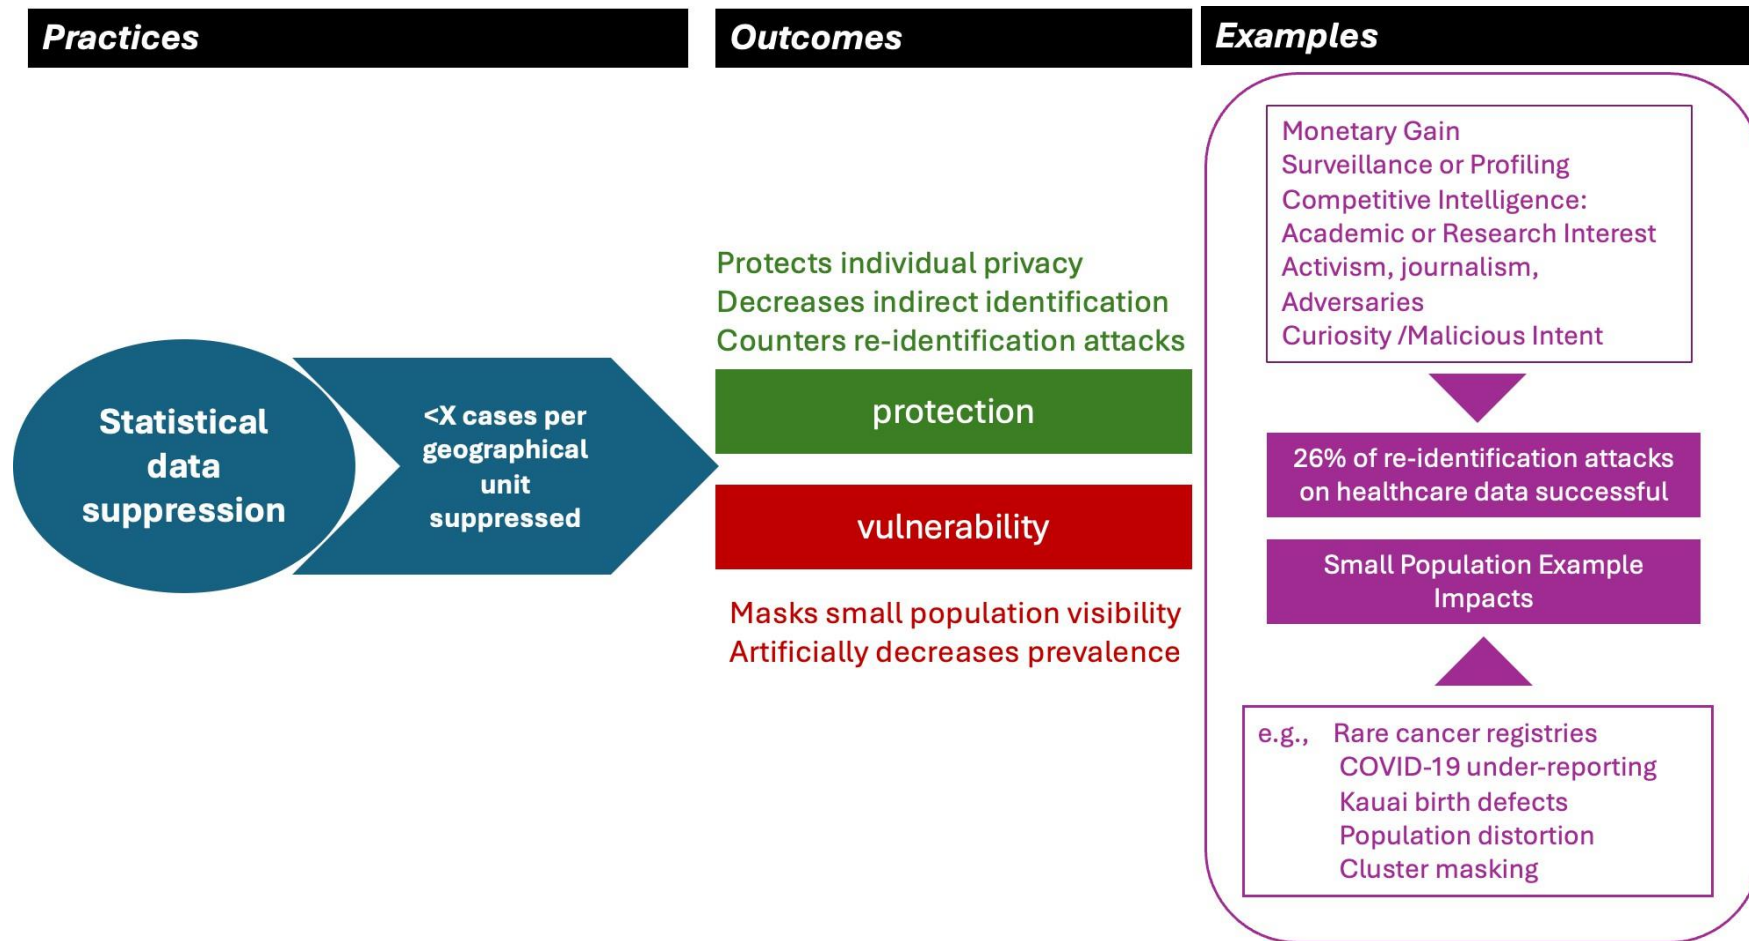 Practices
Outcomes
Examples
Statistical
data
suppression
<X cases per
geographical
unit
suppressed
Protects individual privacy
Decreases indirect identification
Counters re-identification attacks
protection
vulnerability
Masks small population visibility
Artificially decreases prevalence
Monetary Gain
Surveillance or Profiling
Competitive Intelligence:
Academic or Research Interest
Activism, journalism,
Adversaries
Curiosity /Malicious Intent
26% of re-identification attacks
on healthcare data successful
Small Population Example
Impacts
e.g., Rare cancer registries
COVID-19 under-reporting
Kauai birth defects
Population distortion
Cluster masking